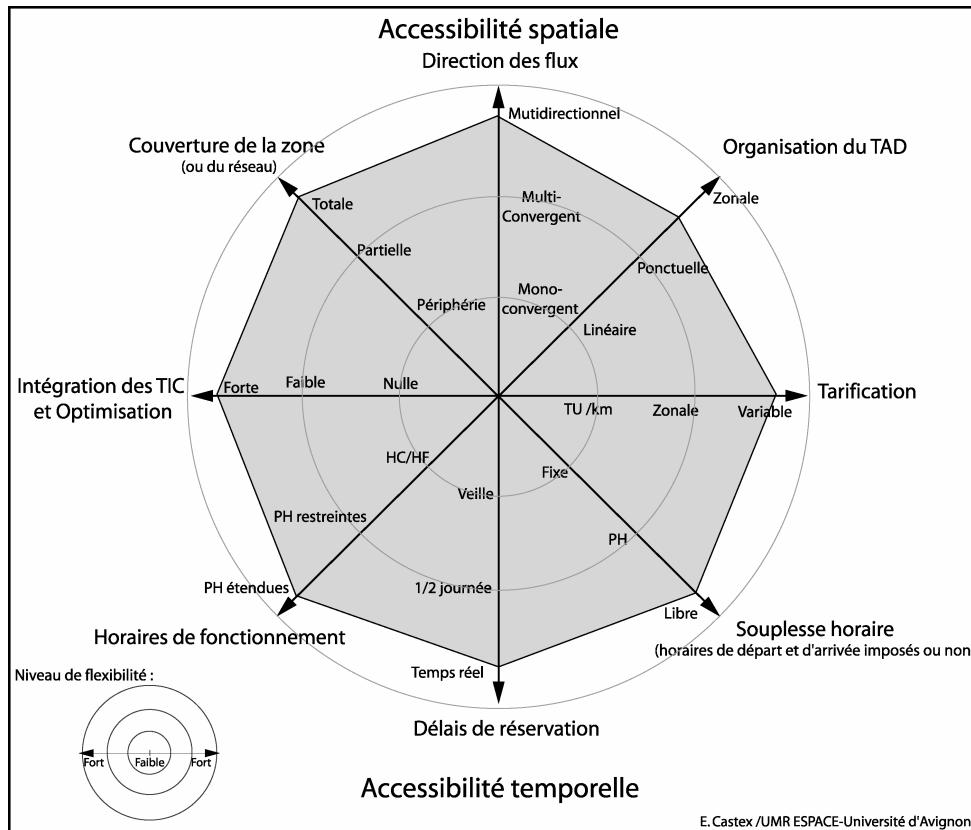 Accessibilité spatiale
Direction des flux
Mutidirectionnel
Couverture de la zone
(ou du réseau)
Organisation du TAD
Totale
Multi-
Convergent
Zonale
Partielle
Ponctuelle
Périphérie
Mono-
convergent
Linéaire
Intégration des TIC
et Optimisation
Forte
Faible
Nulle
TU /km
Zonale
Variable
Tarification
HC/HF
Veille
Fixe
PH restreintes
PH
PH étendues
1/2 journée
Libre
Horaires de fonctionnement
Souplesse horaire
(horaires de départ et d'arrivée imposés ou non
Temps réel
Délais de réservation
Niveau de flexibilité :
Fort
Faible
Fort
Accessibilité temporelle
E. Castex /UMR ESPACE-Université d'Avignon